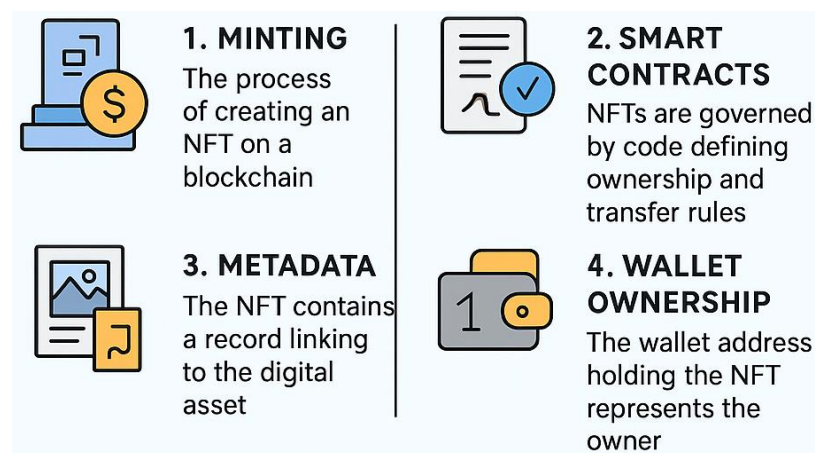 1. MINTING
The process
of creating an
NFT on a
blockchain
2. SMART
CONTRACTS
NFTs are governed
by code defining
ownership and
transfer rules
3. METADATA
The NFT contains
a record linking
to the digital
asset
4. WALLET
OWNERSHIP
The wallet address
holding the NFT
represents the
owner
$
1